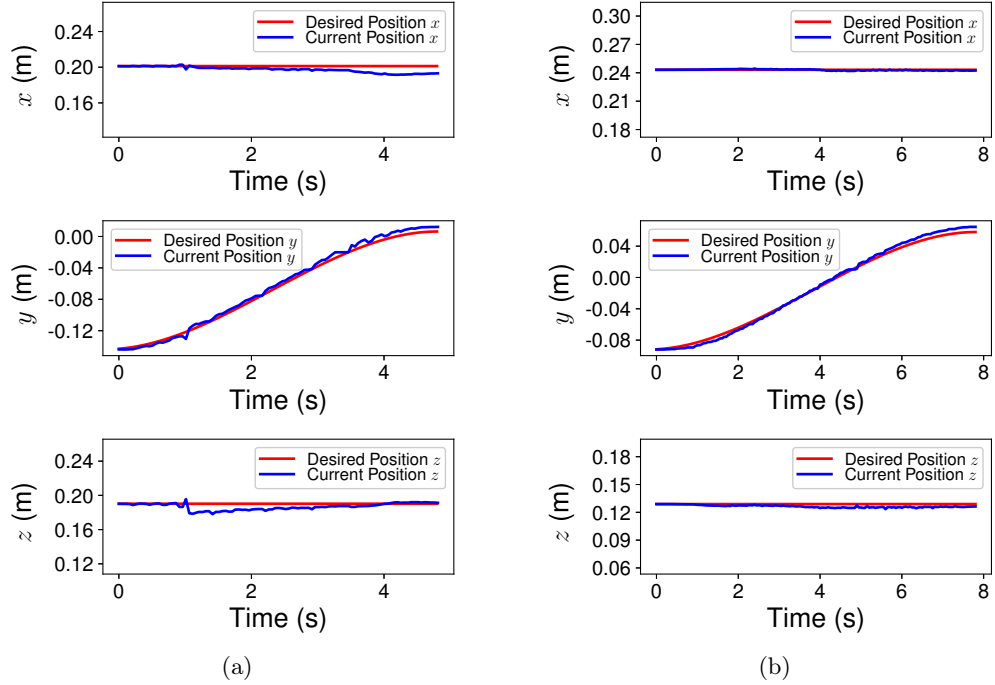 0.24
0.20
0.16
x (m)
Desired Position x
Current Position x
0
2
4
Time (s)
0.30
0.27
0.24
0.21
0.18
x (m)
Desired Position x
Current Position x
0
2
4
6
8
Time (s)
0.00
-0.04
-0.08
-0.12
y (m)
Desired Position y
Current Position y
0
2
4
Time (s)
0.04
0.00
-0.04
-0.08
y (m)
Desired Position y
Current Position y
0
2
4
6
8
Time (s)
0.24
0.20
0.16
0.12
z (m)
Desired Position z
Current Position z
0
2
4
Time (s)
0.18
0.15
0.12
0.09
0.06
z (m)
Desired Position z
Current Position z
0
2
4
6
8
Time (s)
(a)
(b)